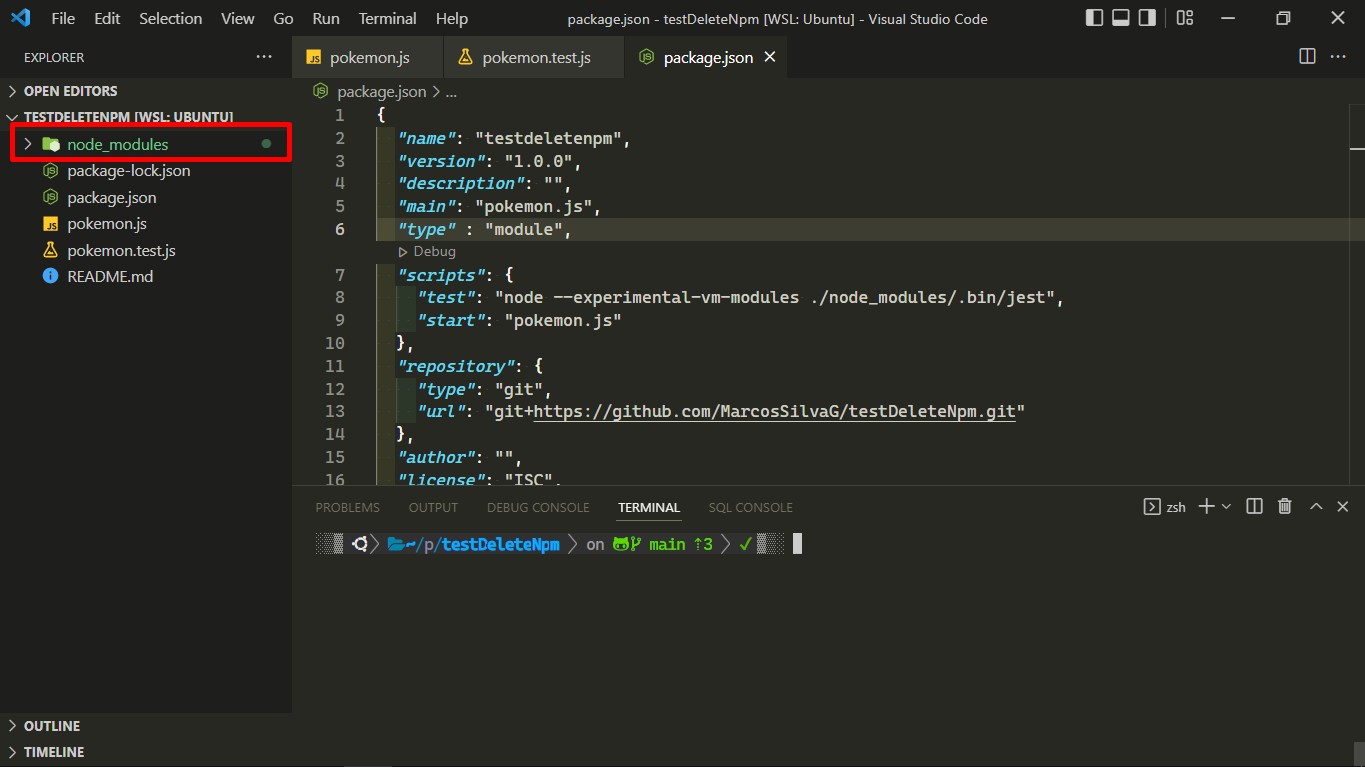 File Edit Selection View Go Run Terminal Help package.json - testDeleteNpm [WSL: Ubuntu] - Visual Studio Code
EXPLORER
pokemon.js pokemon.test.js package.json
OPEN EDITORS
TESTDELETENPM [WSL: UBUNTU]
node_modules
package-lock.json
package.json
pokemon.js
pokemon.test.js
README.md
OUTLINE
TIMELINE
package.json > ...
1 {
2 "name": "testdeletenpm",
3 "version": "1.0.0",
4 "description": "",
5 "main": "pokemon.js",
6 "type" : "module",
Debug
7 "scripts": {
8 "test": "node --experimental-vm-modules ./node_modules/.bin/jest",
9 "start": "pokemon.js"
10 },
11 "repository": {
12 "type": "git",
13 "url": "git+https://github.com/MarcosSilvaG/testDeleteNpm.git"
14 },
15 "author": "",
16 "license": "ISC",
PROBLEMS OUTPUT DEBUG CONSOLE TERMINAL SQL CONSOLE zsh
~/p/testDeleteNpm on main ⇡3 ✓